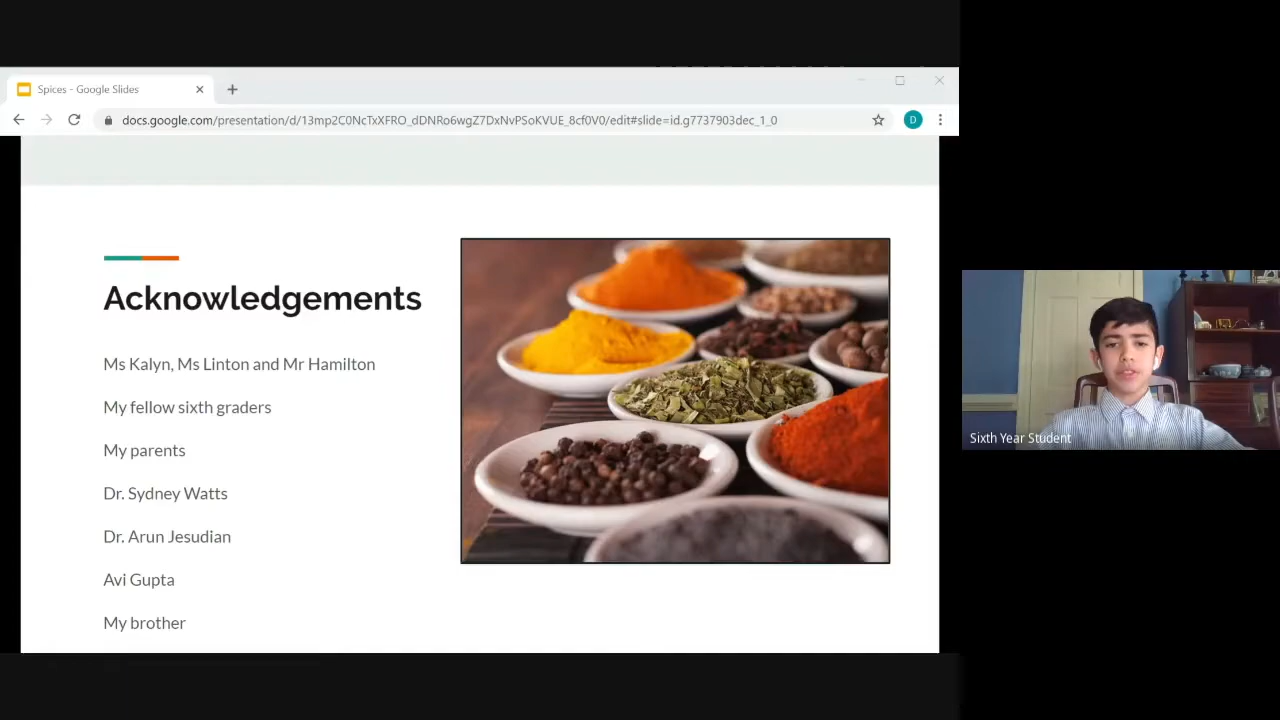 Spices - Google Slides
docs.google.com/presentation/d/13mp2C0NcTxXFRO_dDNRo6wgZ7DxNvPSoKVUE_8cf0V0/edit#slide=id.g7737903dec_1_0
D
Acknowledgements
Ms Kalyn, Ms Linton and Mr Hamilton
My fellow sixth graders
My parents
Dr. Sydney Watts
Dr. Arun Jesudian
Avi Gupta
My brother
Sixth Year Student